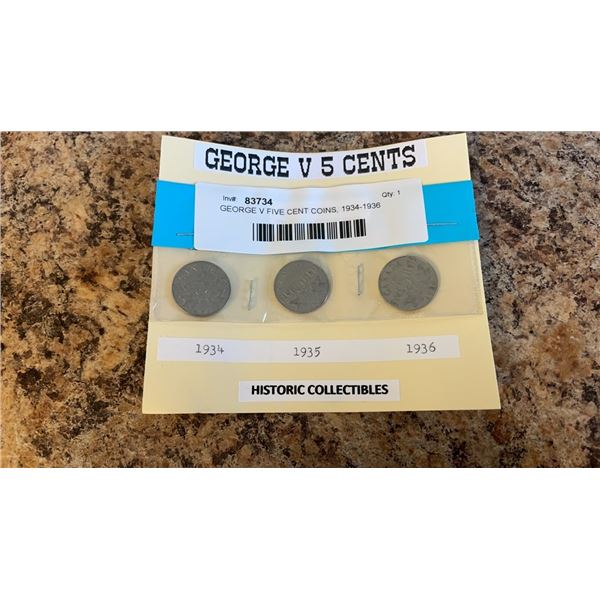 GEORGE V 5 CENTS
Inv#: 83734 Qty. 1
GEORGE V FIVE CENT COINS, 1934-1936
1934 1935 1936
HISTORIC COLLECTIBLES